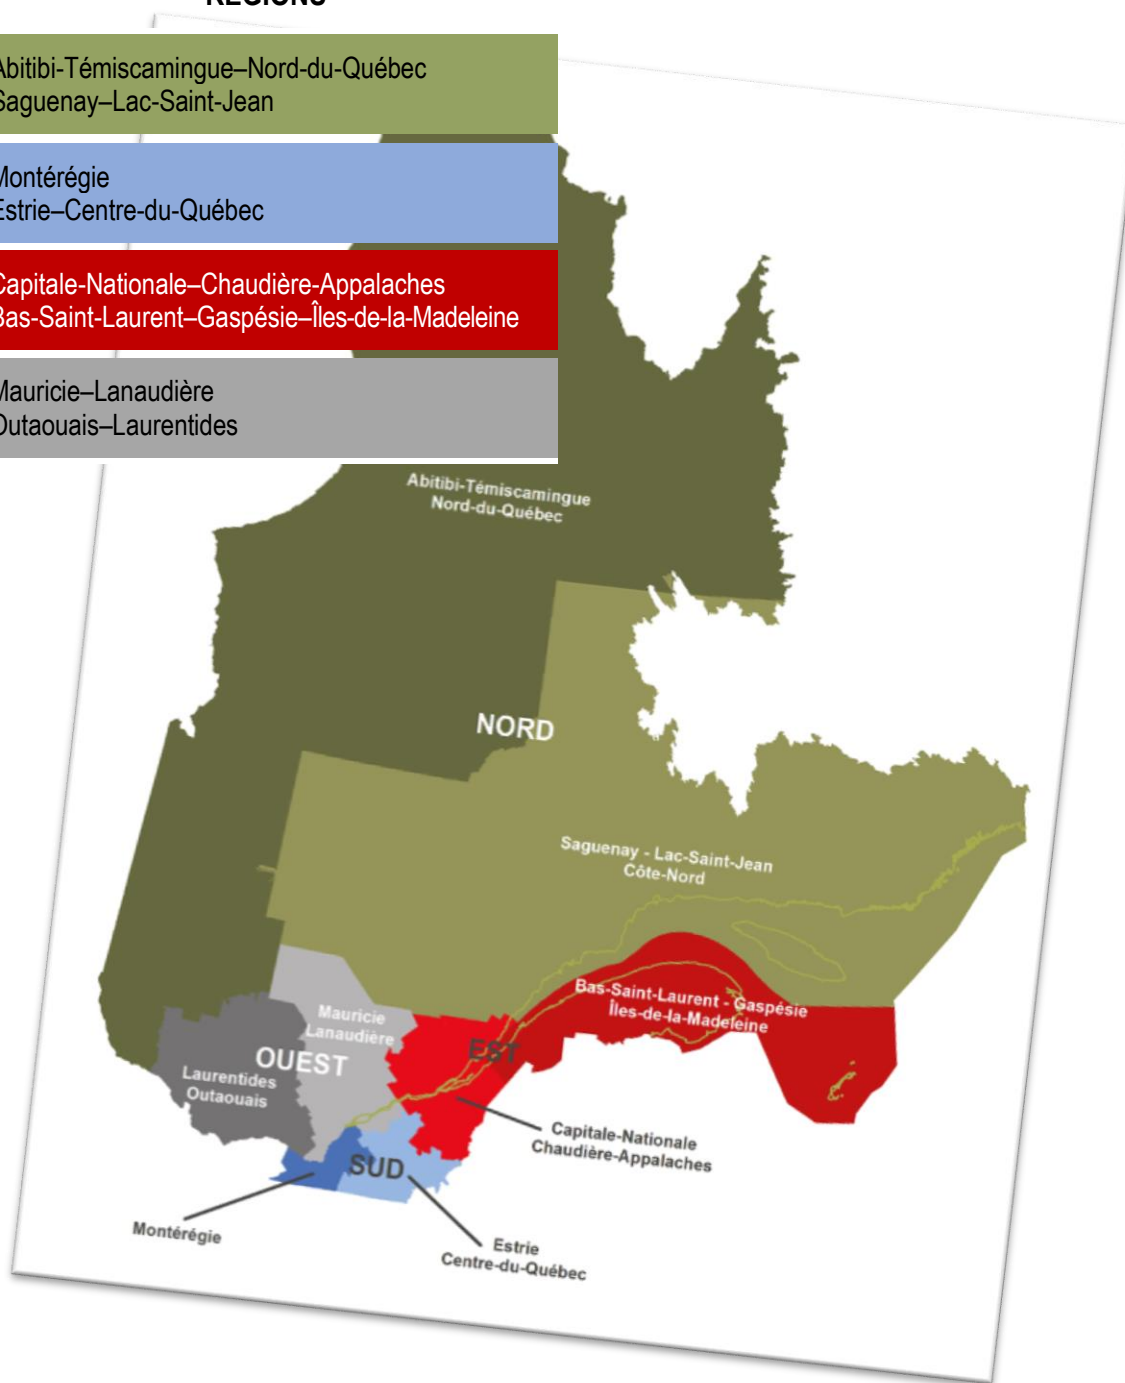 RÉGIONS
Abitibi-Témiscamingue–Nord-du-Québec
Saguenay–Lac-Saint-Jean
Montérégie
Estrie–Centre-du-Québec
Capitale-Nationale–Chaudière-Appalaches
Bas-Saint-Laurent–Gaspésie–Îles-de-la-Madeleine
Mauricie–Lanaudière
Outaouais–Laurentides
Abitibi-Témiscamingue
Nord-du-Québec
NORD
Saguenay - Lac-Saint-Jean
Côte-Nord
Bas-Saint-Laurent - Gaspésie
Îles-de-la-Madeleine
Mauricie
Lanaudière
EST
OUEST
Laurentides
Outaouais
Capitale-Nationale
Chaudière-Appalaches
SUD
Montérégie
Estrie
Centre-du-Québec